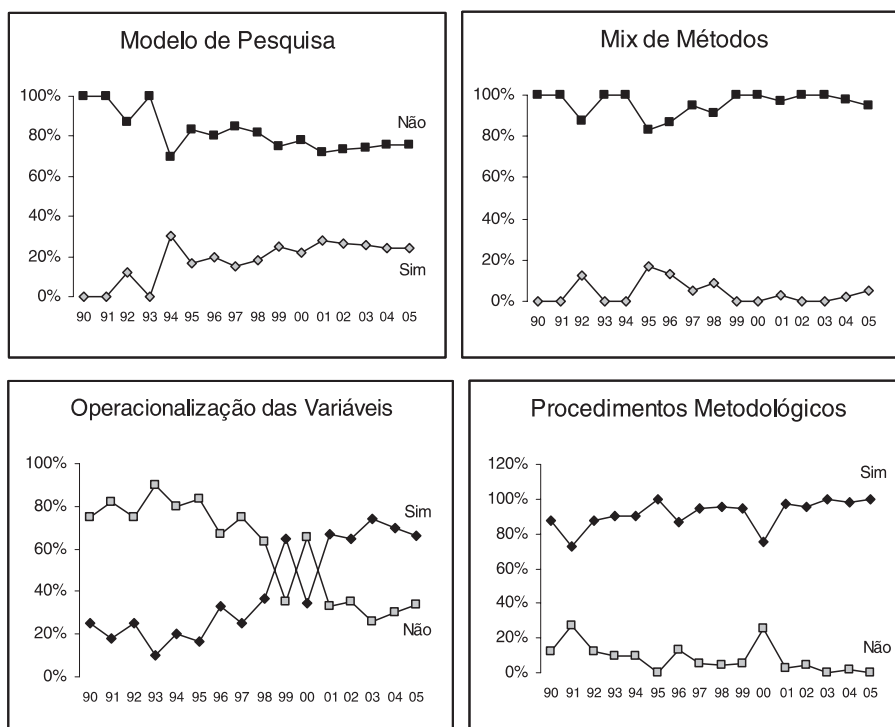 Modelo de Pesquisa
100%
80%
60%
40%
20%
0%
Não
Sim
90 91 92 93 94 95 96 97 98 99 00 01 02 03 04 05
Mix de Métodos
100%
80%
60%
40%
20%
0%
90 91 92 93 94 95 96 97 98 99 00 01 02 03 04 05
Operacionalização das Variáveis
100%
80%
60%
40%
20%
0%
Sim
Não
90 91 92 93 94 95 96 97 98 99 00 01 02 03 04 05
Procedimentos Metodológicos
120%
100%
80%
60%
40%
20%
0%
Sim
Não
90 91 92 93 94 95 96 97 98 99 00 01 02 03 04 05